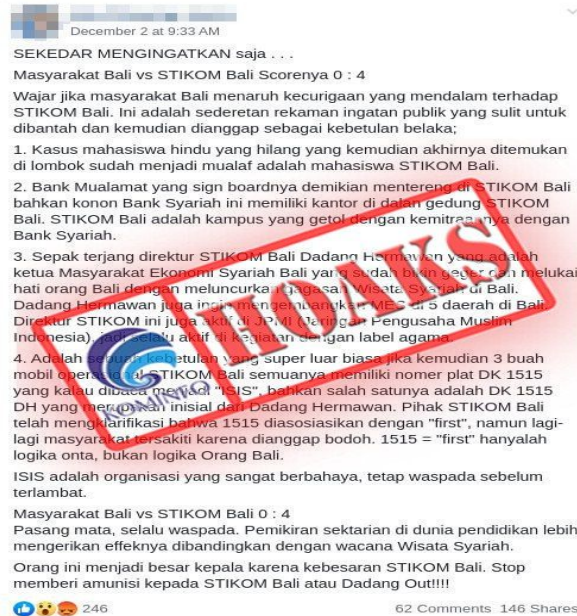 December 2 at 9:33 AM
SEKEDAR MENGINGATKAN saja . . .
Masyarakat Bali vs STIKOM Bali Scorenya 0 : 4
Wajar jika masyarakat Bali menaruh kecurigaan yang mendalam terhadap
STIKOM Bali. Ini adalah sederetan rekaman ingatan publik yang sulit untuk
dibantah dan kemudian dianggap sebagai kebetulan belaka;
1. Kasus mahasiswa hindu yang hilang yang kemudian akhirnya ditemukan
di lombok sudah menjadi mualaf adalah mahasiswa STIKOM Bali.
2. Bank Mualamat yang sign boardnya demikian mentereng di STIKOM Bali
bahkan konon Bank Syariah ini memiliki kantor di dalan gedung STIKOM
Bali. STIKOM Bali adalah kampus yang getol dengan kemitraannya dengan
Bank Syariah.
3. Sepak terjang direktur STIKOM Bali Dadang Hermawan yang adalah
ketua Masyarakat Ekonomi Syariah Bali yang sudah bikin geger dan melukai
hati orang Bali dengan meluncurkan gagasan Wisata Syariah di Bali.
Dadang Hermawan juga ingin mengembangkan MES di 5 daerah di Bali.
Direktur STIKOM ini juga aktif di JPMI (Jaringan Pengusaha Muslim
Indonesia), jadi selalu aktif di kegiatan dengan label agama.
4. Adalah sebuah kebetulan yang super luar biasa jika kemudian 3 buah
mobil operasional STIKOM Bali semuanya memiliki nomer plat DK 1515
yang kalau dibaca menjadi "ISIS", bahkan salah satunya adalah DK 1515
DH yang merupakan inisial dari Dadang Hermawan. Pihak STIKOM Bali
telah mengklarifikasi bahwa 1515 diasosiasikan dengan "first", namun lagi-
lagi masyarakat tersakiti karena dianggap bodoh. 1515 = "first" hanyalah
logika onta, bukan logika Orang Bali.
ISIS adalah organisasi yang sangat berbahaya, tetap waspada sebelum
terlambat.
Masyarakat Bali vs STIKOM Bali 0 : 4
Pasang mata, selalu waspada. Pemikiran sektarian di dunia pendidikan lebih
mengerikan effeknya dibandingkan dengan wacana Wisata Syariah.
Orang ini menjadi besar kepala karena kebesaran STIKOM Bali. Stop
memberi amunisi kepada STIKOM Bali atau Dadang Out!!!!
246
62 Comments 146 Shares
KOMINFO
HOAKS